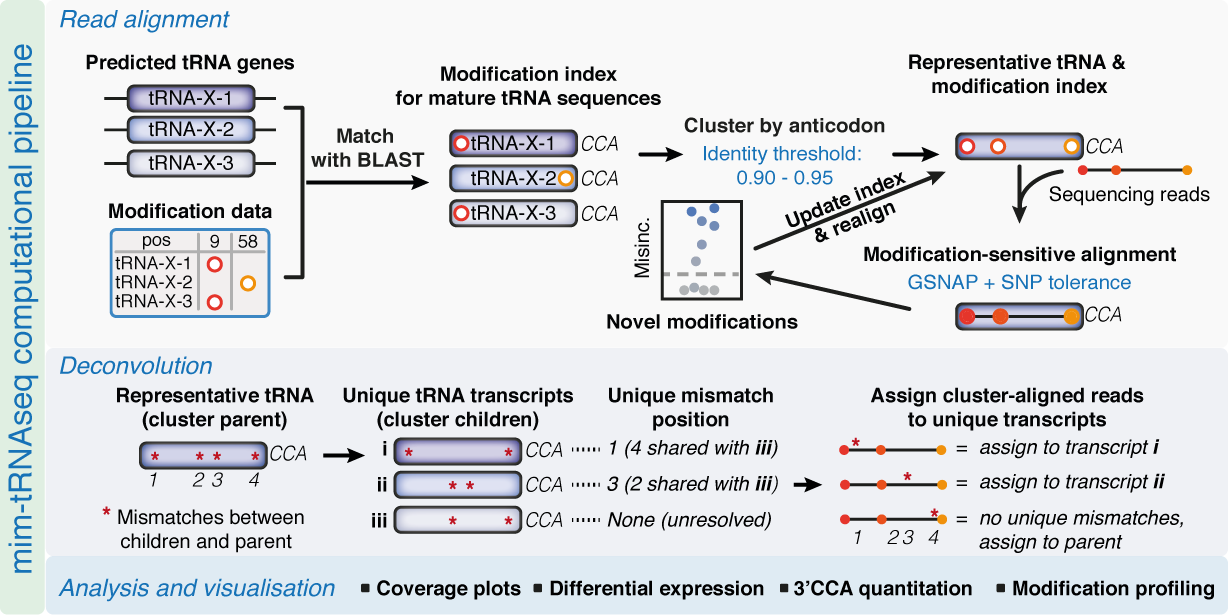 mim-tRNAseq computational pipeline
Read alignment
Predicted tRNA genes
tRNA-X-1
tRNA-X-2
tRNA-X-3
Modification data
pos 9 58
tRNA-X-1
tRNA-X-2
tRNA-X-3
Match
with BLAST
Modification index
for mature tRNA sequences
tRNA-X-1 CCA
tRNA-X-2 CCA
tRNA-X-3 CCA
Cluster by anticodon
Identity threshold:
0.90 - 0.95
Misinc.
Novel modifications
Update index
& realign
Representative tRNA &
modification index
CCA
Sequencing reads
Modification-sensitive alignment
GSNAP + SNP tolerance
CCA
Deconvolution
Representative tRNA
(cluster parent)
* * * * CCA
1 2 3 4
* Mismatches between
children and parent
Unique tRNA transcripts
(cluster children)
i * * CCA
ii * * CCA
iii * * CCA
Unique mismatch
position
1 (4 shared with iii)
3 (2 shared with iii)
None (unresolved)
Assign cluster-aligned reads
to unique transcripts
* = assign to transcript i
* = assign to transcript ii
* = no unique mismatches,
assign to parent
1 2 3 4
Analysis and visualisation
Coverage plots
Differential expression
3’CCA quantitation
Modification profiling